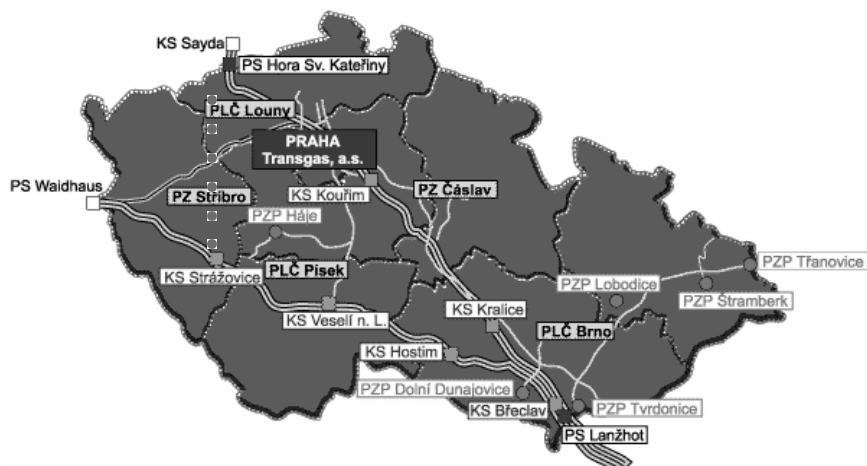 KS Sayda
PS Hora Sv. Kateřiny
PLČ Louny
PRAHA
Transgas, a.s.
PS Waidhaus
KS Kouřim
PZ Čáslav
PZ Stříbro
PZP Háje
KS Strážovice
PLČ Písek
PZP Třanovice
PZP Lobodice
PZP Štramberk
KS Veselí n. L.
KS Kralice
PLČ Brno
KS Hostim
PZP Dolní Dunajovice
KS Břeclav
PZP Tvrdonice
PS Lanžhot